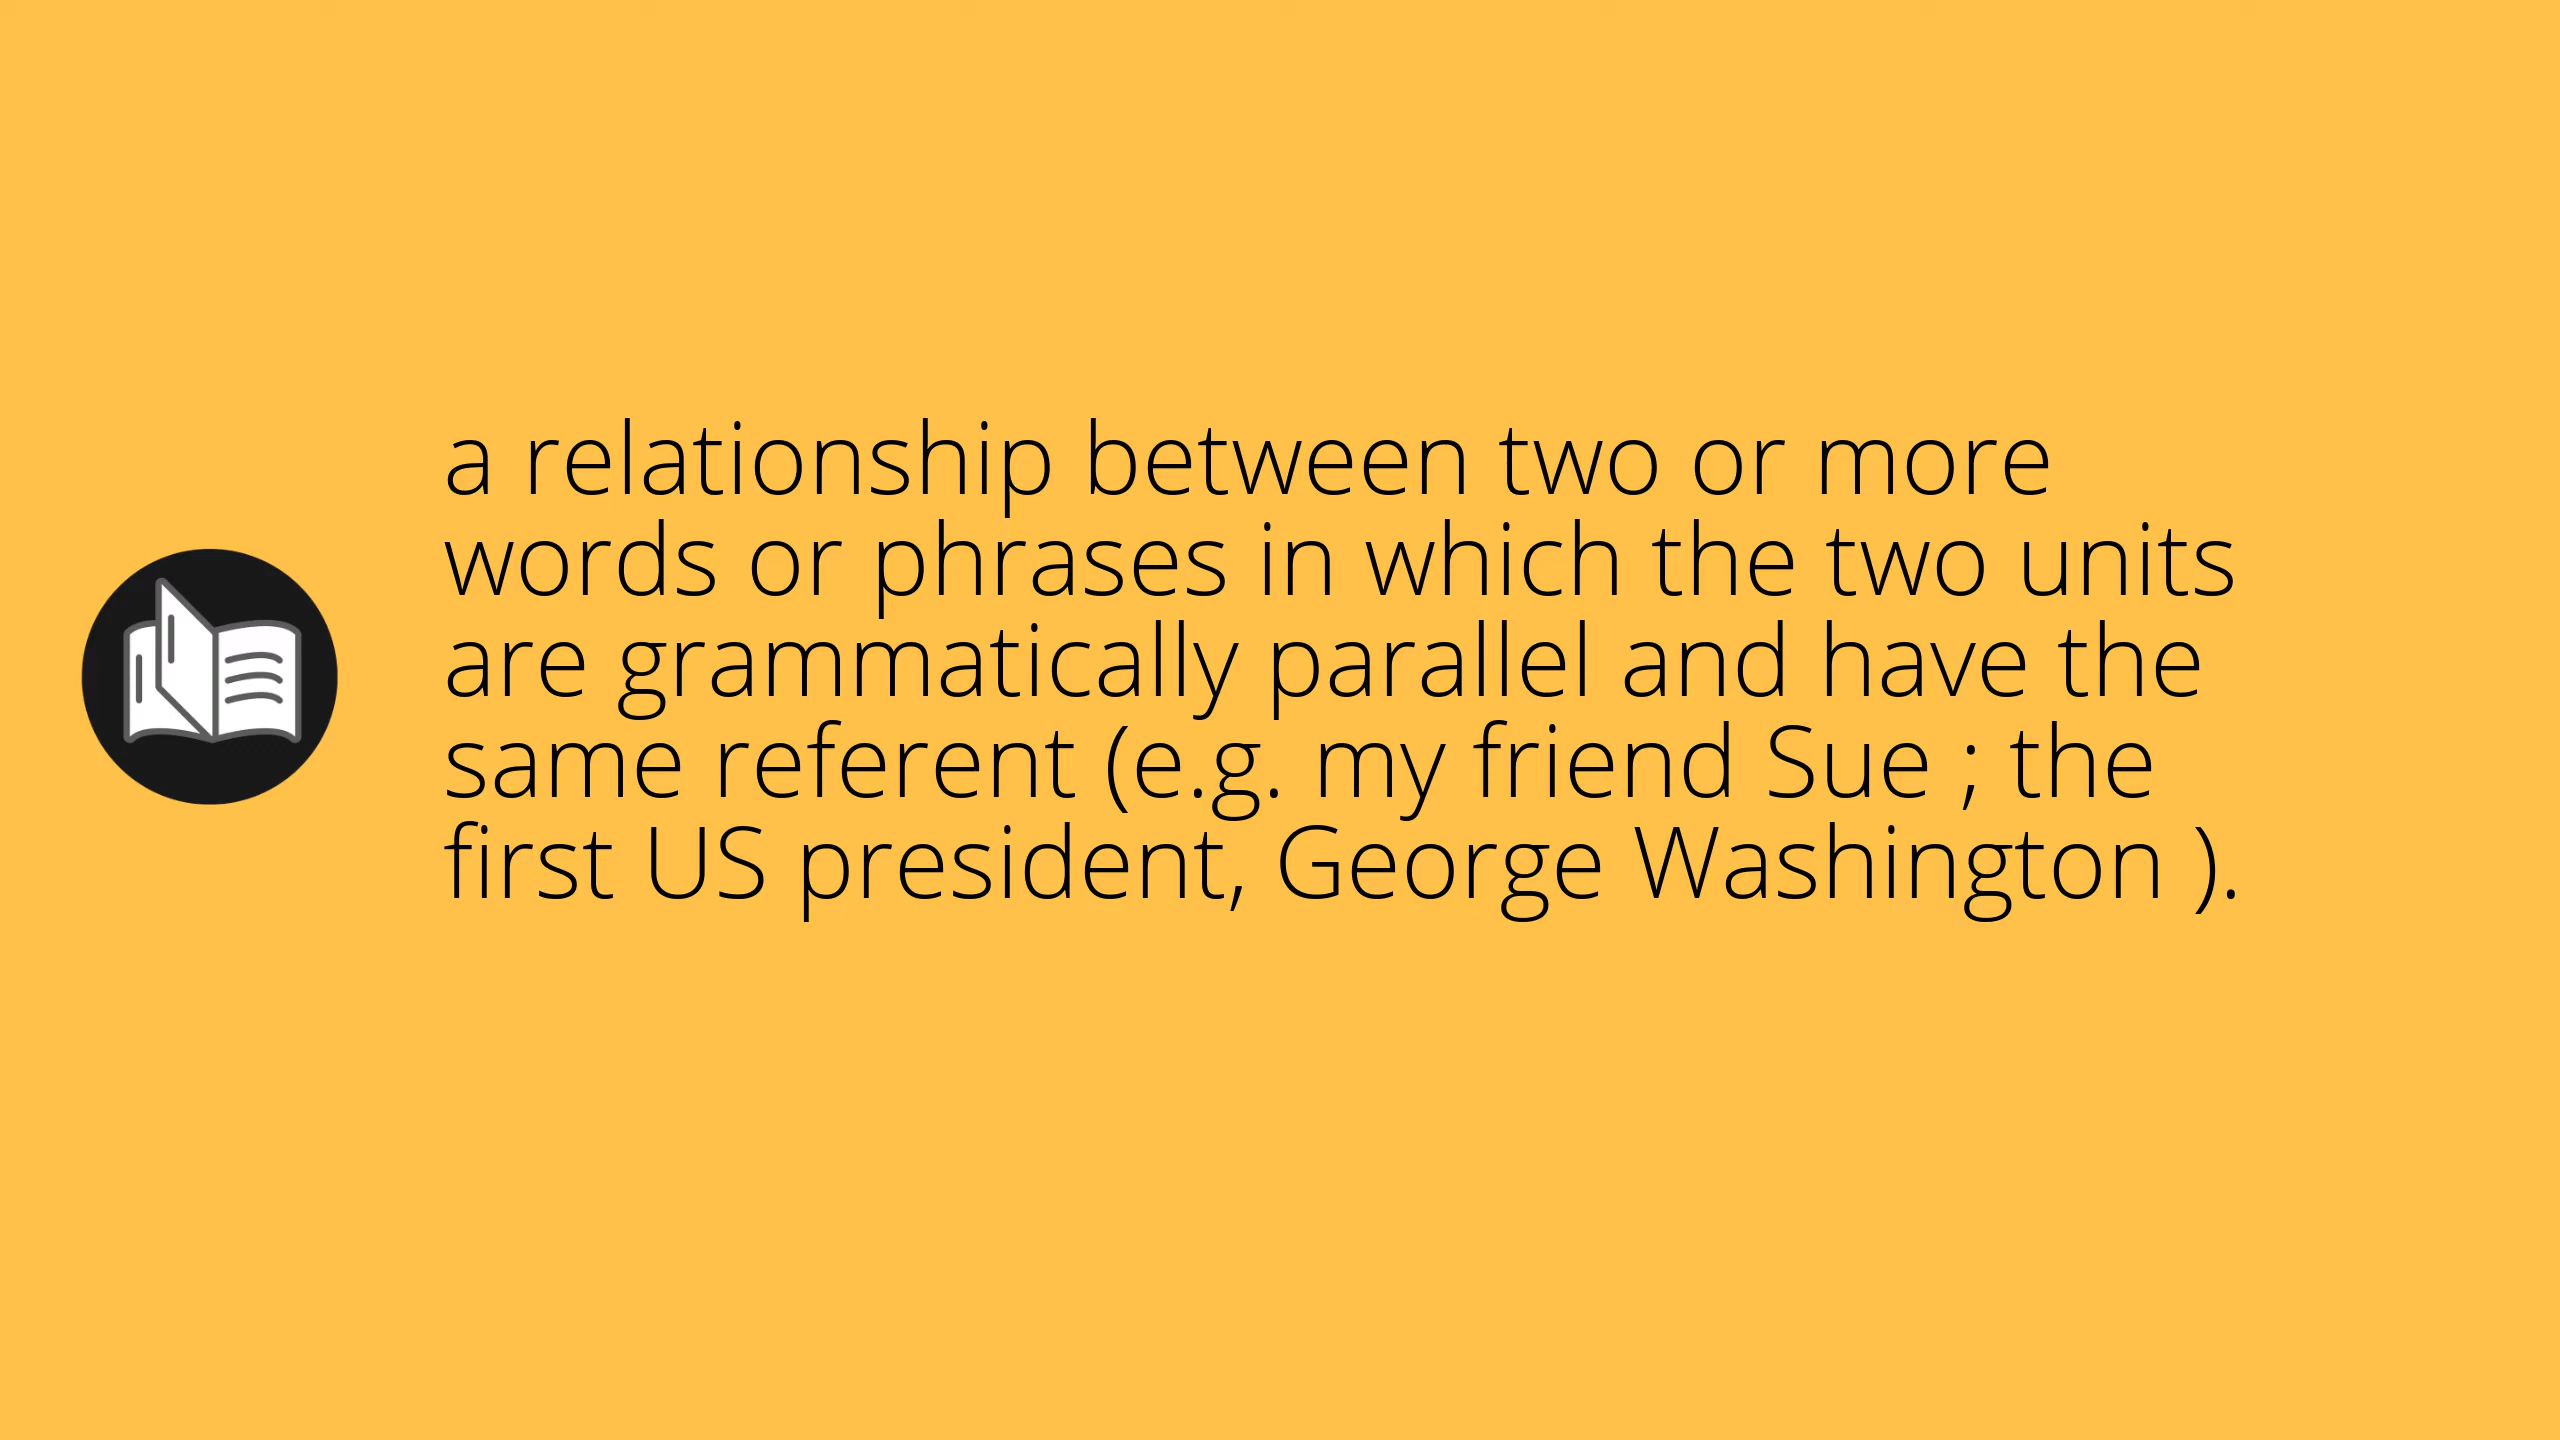 a relationship between two or more
words or phrases in which the two units
are grammatically parallel and have the
same referent (e.g. my friend Sue ; the
first US president, George Washington ).